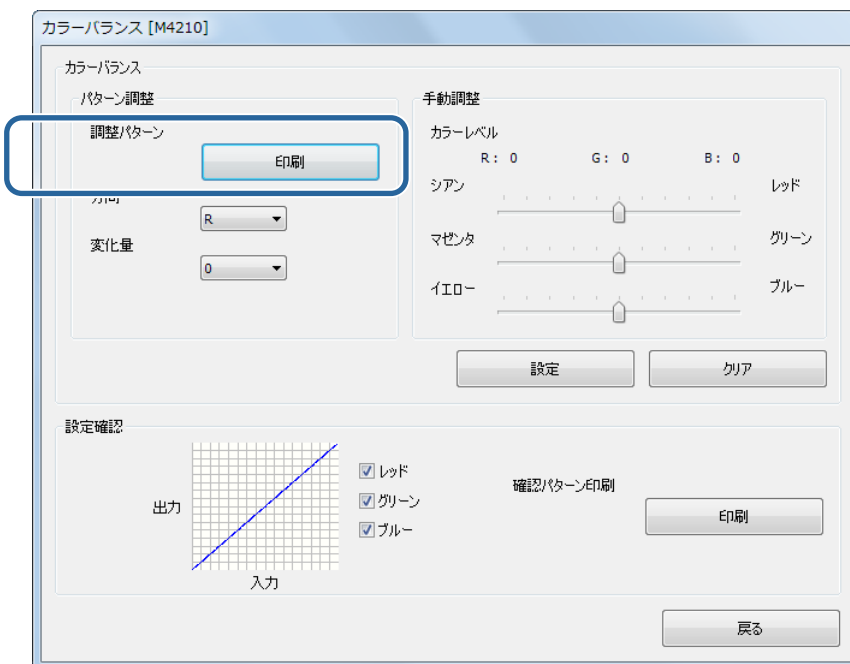 カラーバランス [M4210]
カラーバランス
パターン調整
調整パターン
印刷
方向
R
変化量
0
手動調整
カラーレベル
R: 0 G: 0 B: 0
シアン レッド
マゼンタ グリーン
イエロー ブルー
設定 クリア
設定確認
出力
入力
レッド
グリーン
ブルー
確認パターン印刷
印刷
戻る